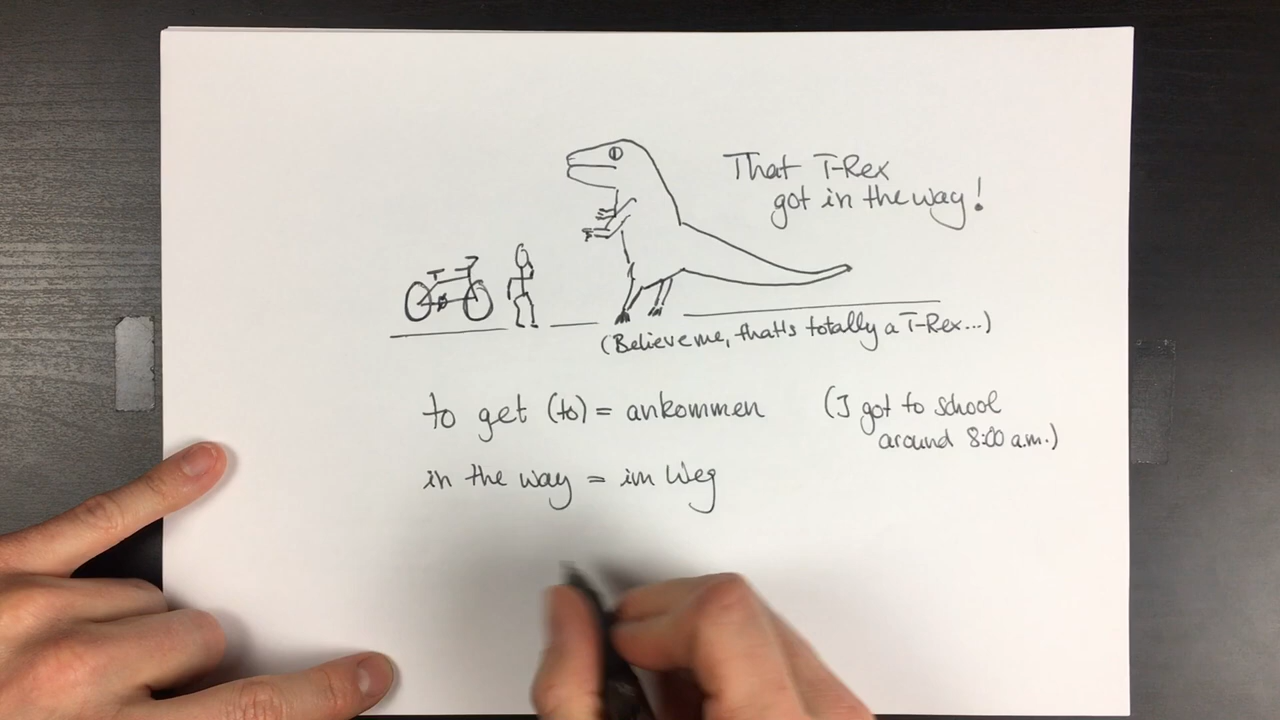 That T-Rex
got in the way!
(Believe me, that's totally a T-Rex...)
to get (to) = ankommen
(I got to school
around 8:00 a.m.)
in the way = im Weg